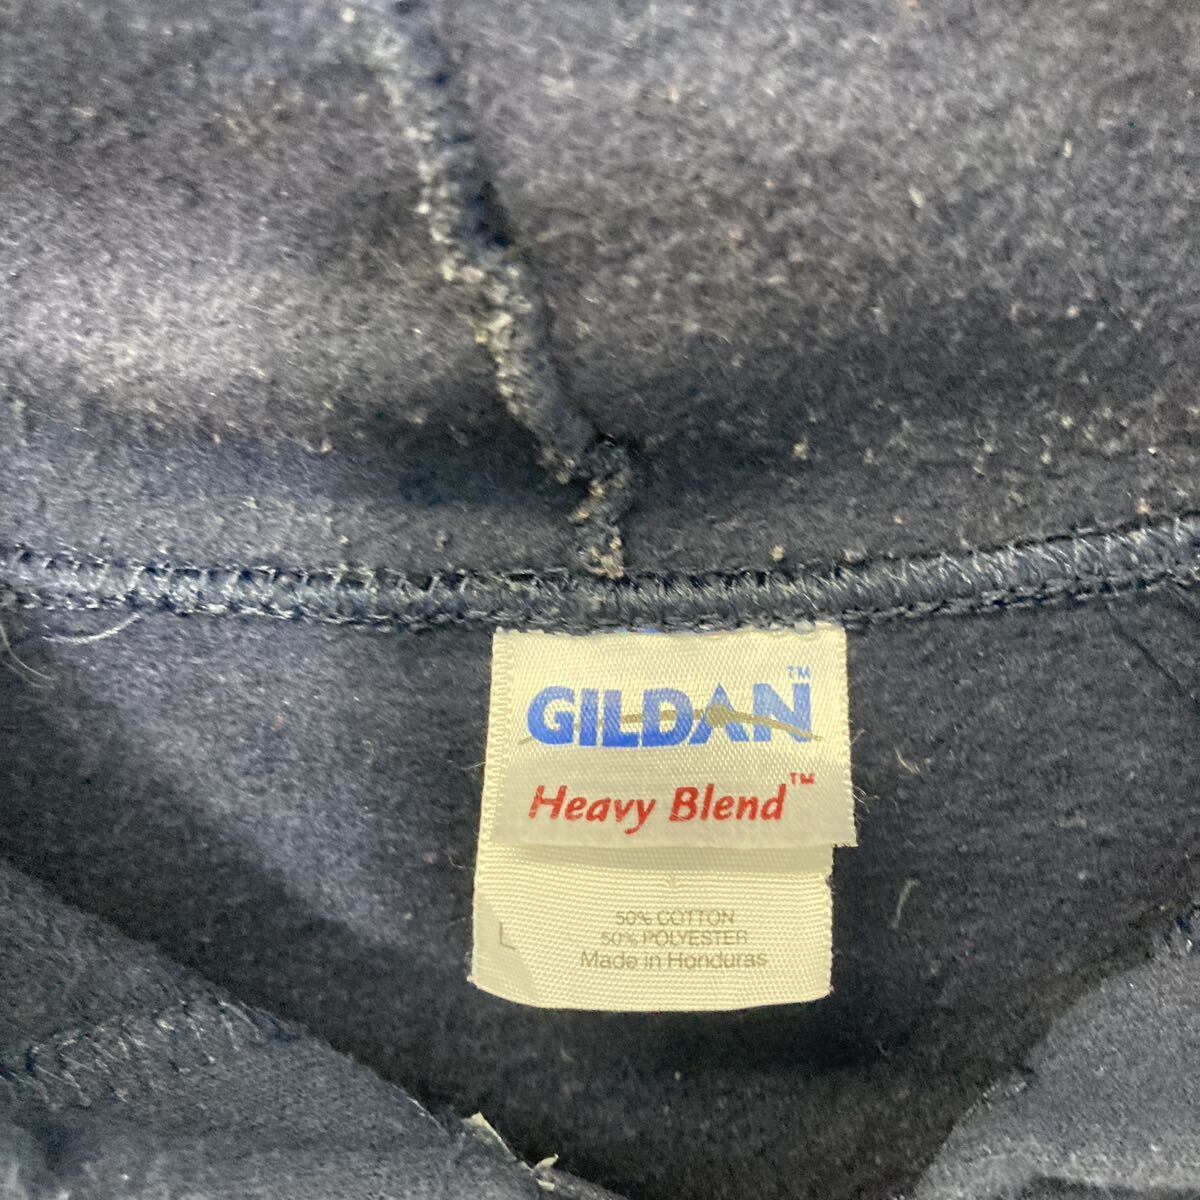 GILDAN™
Heavy Blend™
L
50% COTTON
50% POLYESTER
Made in Honduras